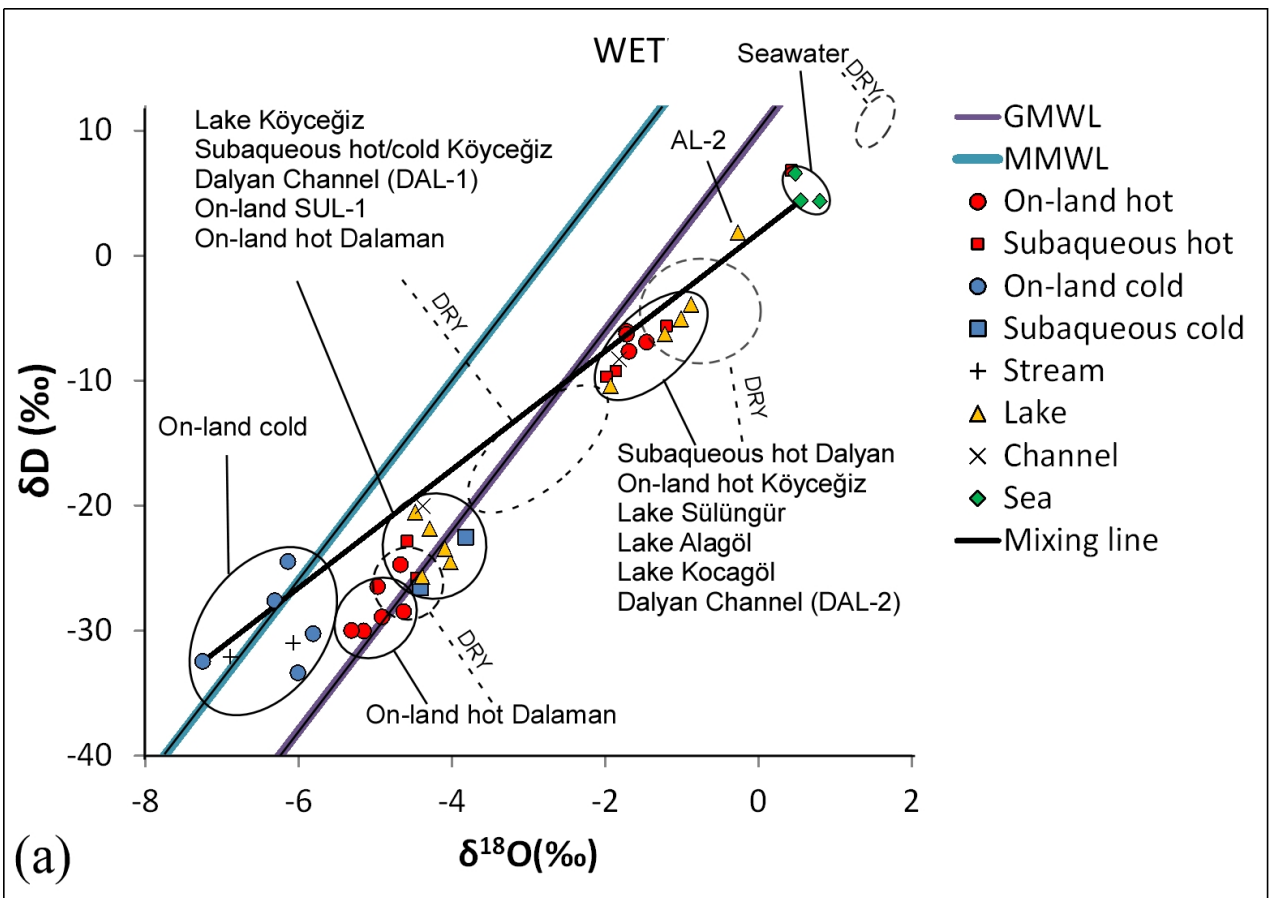 WET
Seawater
DRY
Lake Köyceğiz
Subaqueous hot/cold Köyceğiz
Dalyan Channel (DAL-1)
On-land SUL-1
On-land hot Dalaman
AL-2
DRY
On-land cold
DRY
Subaqueous hot Dalyan
On-land hot Köyceğiz
Lake Sülüngür
Lake Alagöl
Lake Kocagöl
Dalyan Channel (DAL-2)
DRY
On-land hot Dalaman
GMWL
MMWL
On-land hot
Subaqueous hot
On-land cold
Subaqueous cold
Stream
Lake
Channel
Sea
Mixing line
δD (‰)
10
0
-10
-20
-30
-40
-8 -6 -4 -2 0 2
δ¹⁸O(‰)
(a)